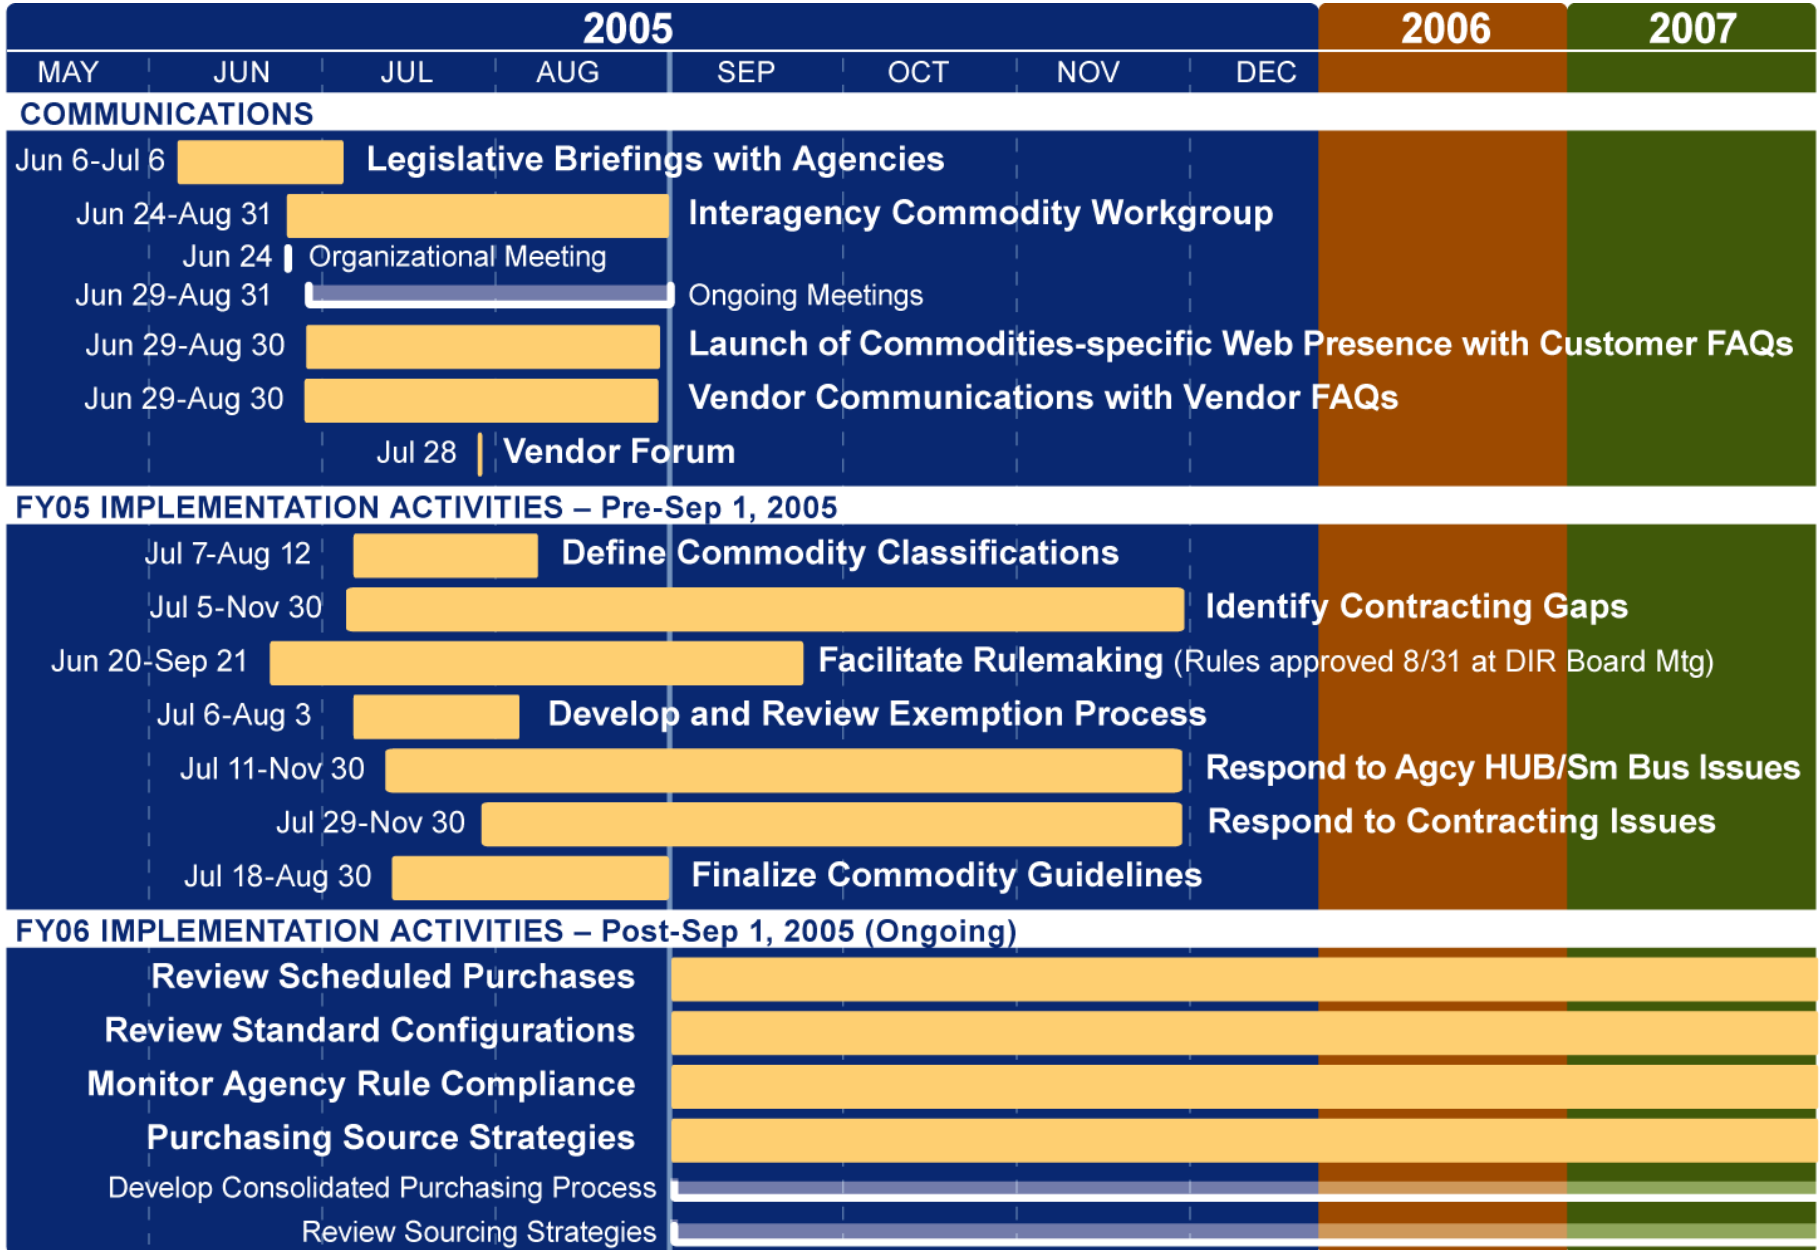 2005 2006 2007
MAY JUN JUL AUG SEP OCT NOV DEC
COMMUNICATIONS
Jun 6-Jul 6 Legislative Briefings with Agencies
Jun 24-Aug 31 Interagency Commodity Workgroup
Jun 24 Organizational Meeting
Jun 29-Aug 31 Ongoing Meetings
Jun 29-Aug 30 Launch of Commodities-specific Web Presence with Customer FAQs
Jun 29-Aug 30 Vendor Communications with Vendor FAQs
Jul 28 Vendor Forum
FY05 IMPLEMENTATION ACTIVITIES – Pre-Sep 1, 2005
Jul 7-Aug 12 Define Commodity Classifications
Jul 5-Nov 30 Identify Contracting Gaps
Jun 20-Sep 21 Facilitate Rulemaking (Rules approved 8/31 at DIR Board Mtg)
Jul 6-Aug 3 Develop and Review Exemption Process
Jul 11-Nov 30 Respond to Agcy HUB/Sm Bus Issues
Jul 29-Nov 30 Respond to Contracting Issues
Jul 18-Aug 30 Finalize Commodity Guidelines
FY06 IMPLEMENTATION ACTIVITIES – Post-Sep 1, 2005 (Ongoing)
Review Scheduled Purchases
Review Standard Configurations
Monitor Agency Rule Compliance
Purchasing Source Strategies
Develop Consolidated Purchasing Process
Review Sourcing Strategies